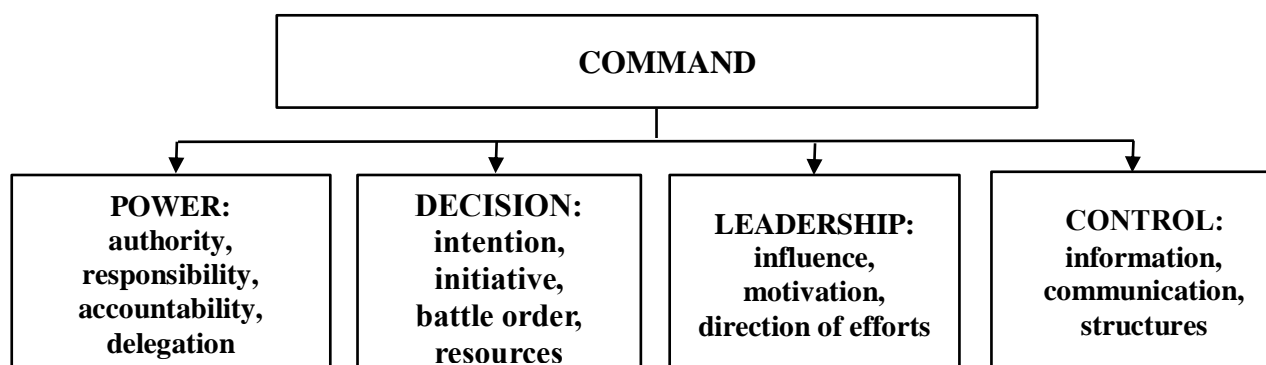 COMMAND
POWER:
authority,
responsibility,
accountability,
delegation
DECISION:
intention,
initiative,
battle order,
resources
LEADERSHIP:
influence,
motivation,
direction of efforts
CONTROL:
information,
communication,
structures